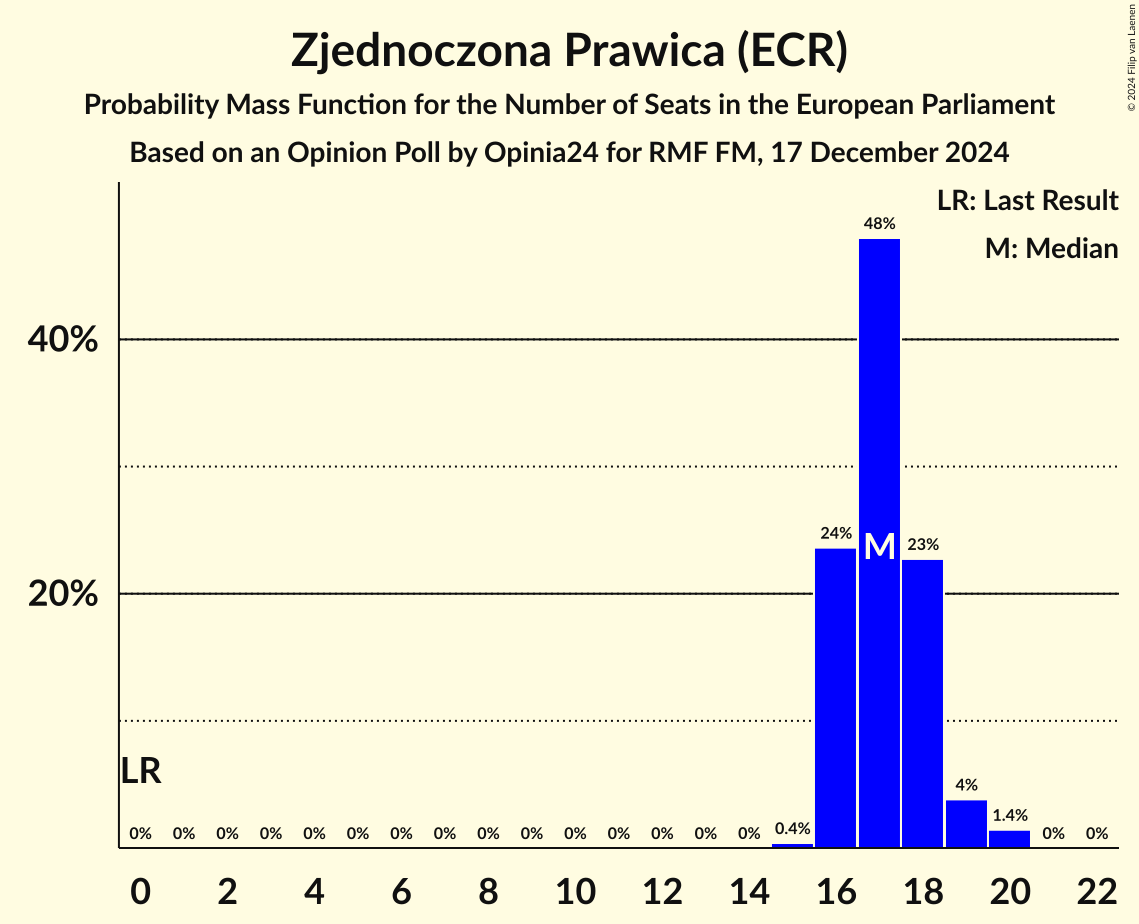 Zjednoczona Prawica (ECR)
Probability Mass Function for the Number of Seats in the European Parliament
Based on an Opinion Poll by Opinia24 for RMF FM, 17 December 2024
© 2024 Filip van Laenen
LR: Last Result
M: Median
48%
40%
24%
M
23%
20%
LR
0% 0% 0% 0% 0% 0% 0% 0% 0% 0% 0% 0% 0% 0% 0% 0.4% 4% 1.4% 0% 0%
0 2 4 6 8 10 12 14 16 18 20 22